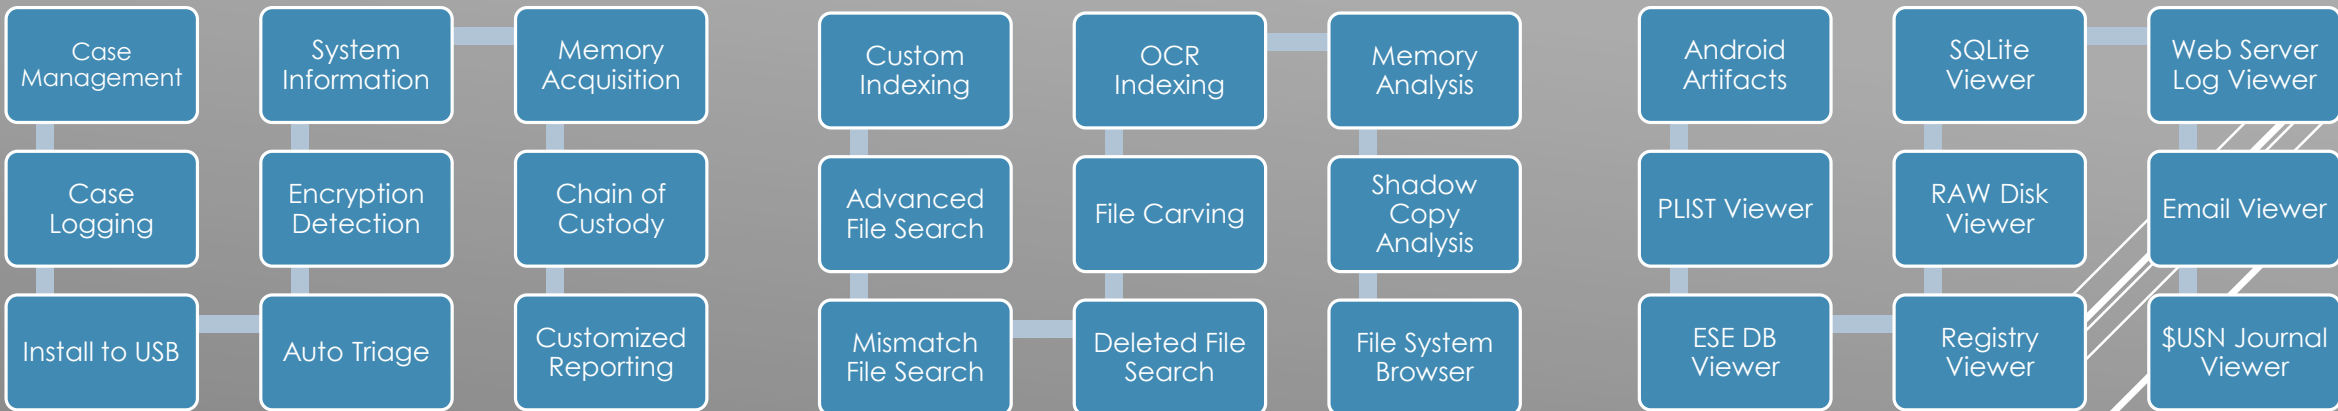 Case
Management
Case
Logging
Install to USB
Auto Triage
Encryption
Detection
System
Information
Memory
Acquisition
Chain of
Custody
Customized
Reporting
Custom
Indexing
Advanced
File Search
Mismatch
File Search
Deleted File
Search
File Carving
OCR
Indexing
Memory
Analysis
Shadow
Copy
Analysis
File System
Browser
Android
Artifacts
PLIST Viewer
ESE DB
Viewer
Registry
Viewer
RAW Disk
Viewer
SQLite
Viewer
Web Server
Log Viewer
Email Viewer
$USN Journal
Viewer